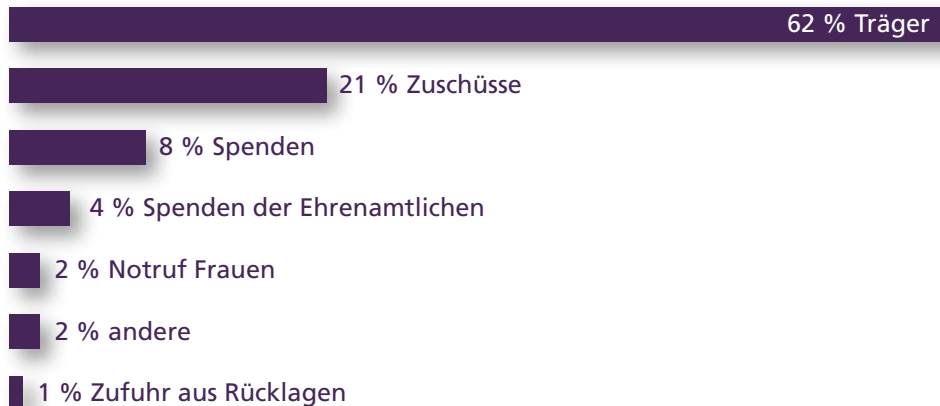 62 % Träger
21 % Zuschüsse
8 % Spenden
4 % Spenden der Ehrenamtlichen
2 % Notruf Frauen
2 % andere
1 % Zufuhr aus Rücklagen